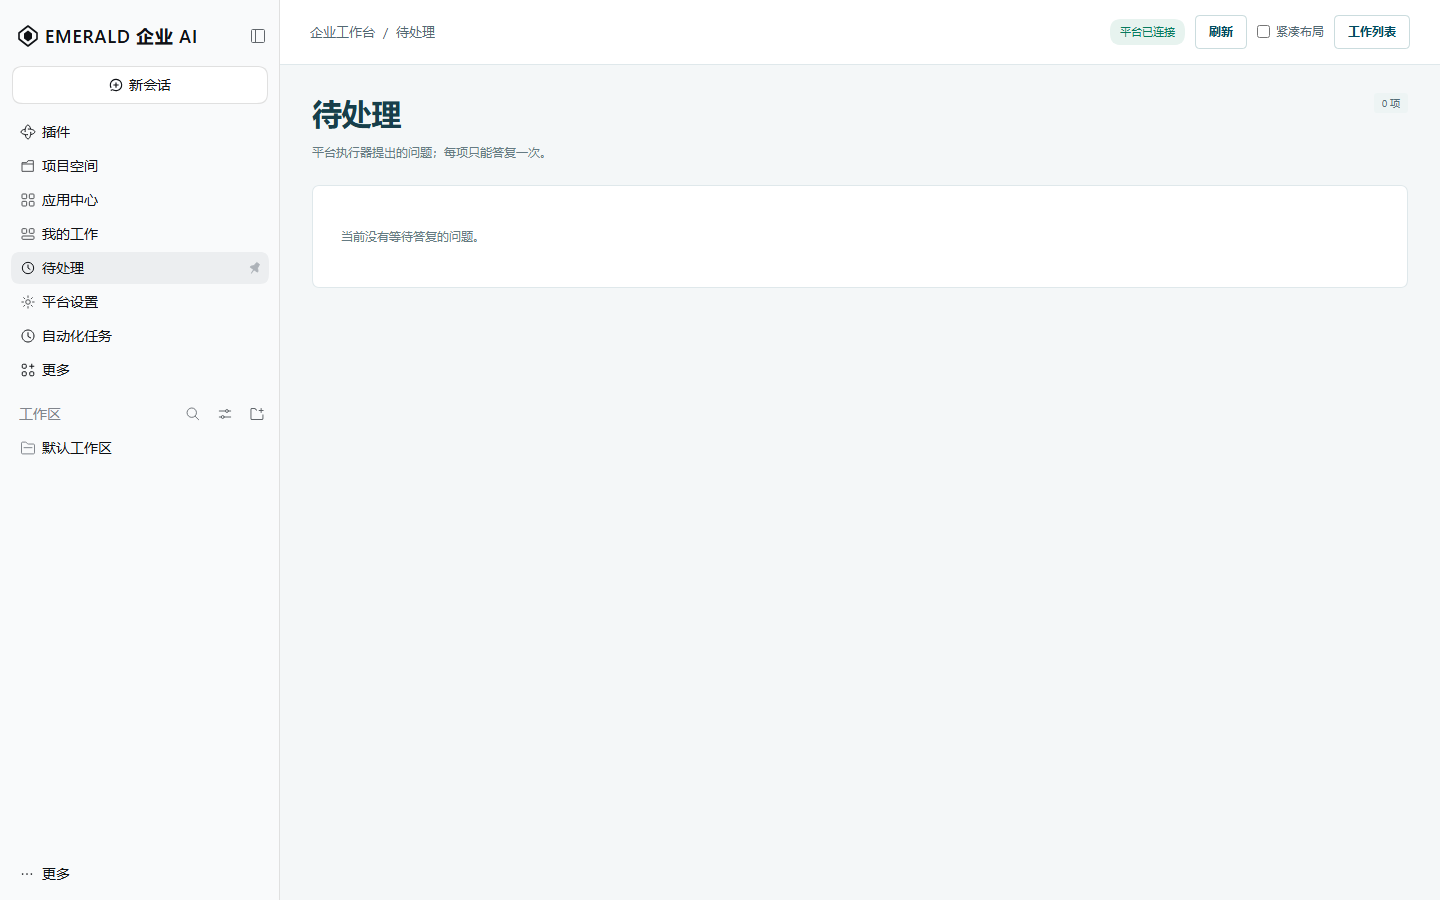 EMERALD 企业 AI
新会话
插件
项目空间
应用中心
我的工作
待处理
平台设置
自动化任务
更多
工作区
默认工作区
更多
企业工作台 / 待处理
平台已连接
刷新
紧凑布局
工作列表
待处理
0 项
平台执行器提出的问题；每项只能答复一次。
当前没有等待答复的问题。